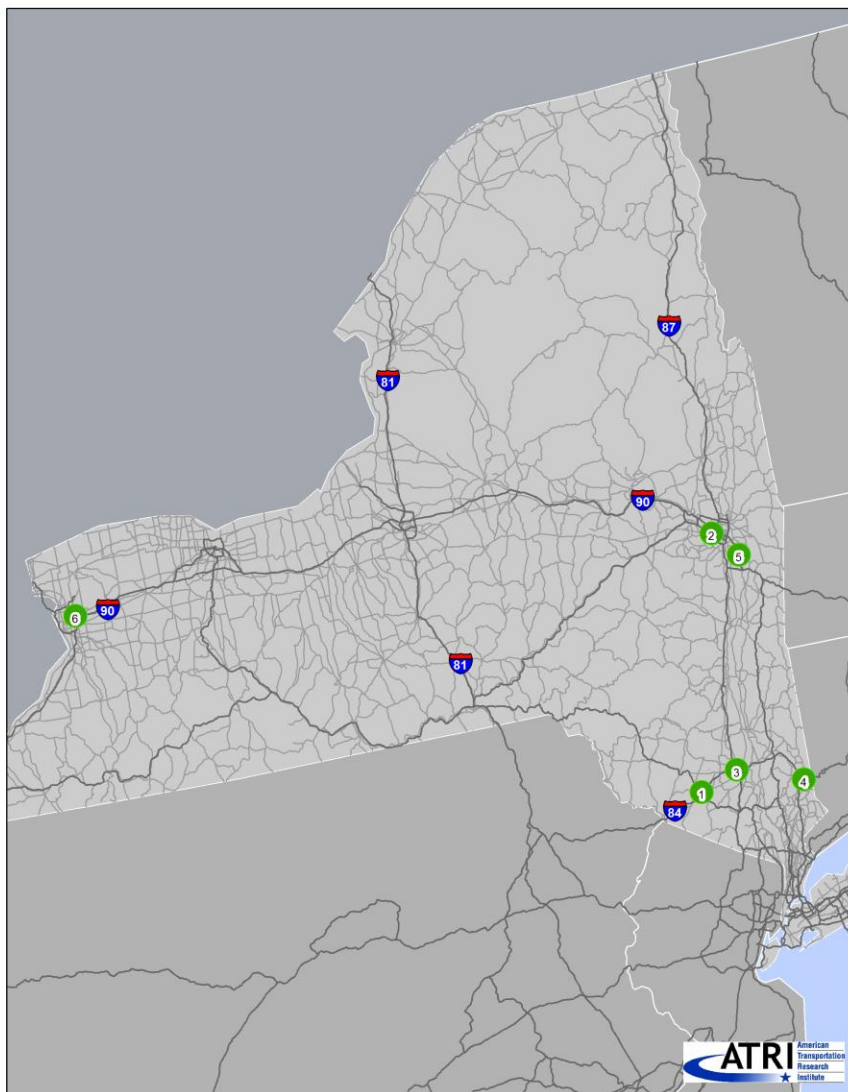 87
81
90
2
5
90
6
81
3
4
1
84
ATRI
American
Transportation
Research
Institute